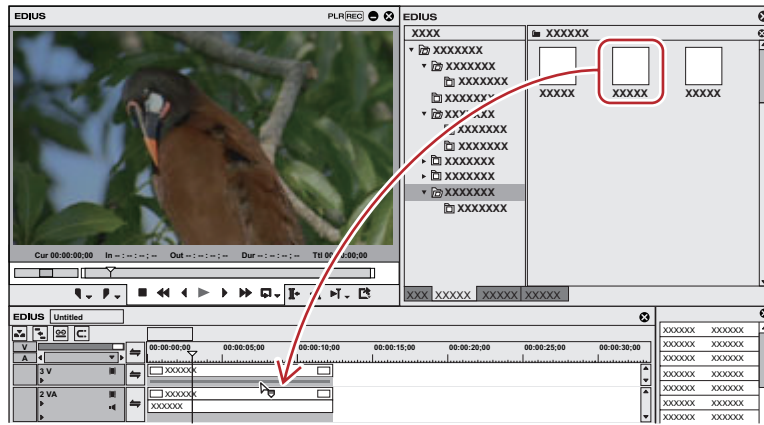 EDIUS
PLR REC
Cur 00:00:00;00 In -- : -- : -- ; -- Out -- : -- : -- ; -- Dur -- : -- : -- ; -- Ttl 00:00:00;00
EDIUS
XXXX
XXXXXXX
XXXXXXX
XXXXXXX
XXXXXXX
XXXXXXX
XXXXXXX
XXXXXXX
XXXXXXX
XXXXXXX
XXXXXXX
XXXXXXX
XXXXXX
XXXXX XXXXX XXXXX
XXX XXXXX XXXXX XXXXX
EDIUS Untitled
V
A
00:00:00;00 00:00:05;00 00:00:10;00 00:00:15;00 00:00:20;00 00:00:25;00 00:00:30;00
3 V
XXXXXX
2 VA
XXXXXX
XXXXXX
XXXXXX XXXXXX
XXXXXX XXXXXX
XXXXXX XXXXXX
XXXXXX XXXXXX
XXXXXX XXXXXX
XXXXXX XXXXXX
XXXXXX XXXXXX